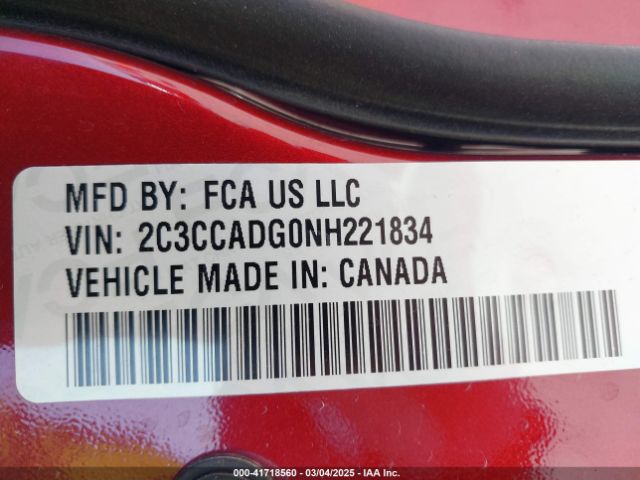 MFD BY: FCA US LLC
VIN: 2C3CCADG0NH221834
VEHICLE MADE IN: CANADA
000-41718560 - 03/04/2025 - IAA Inc.